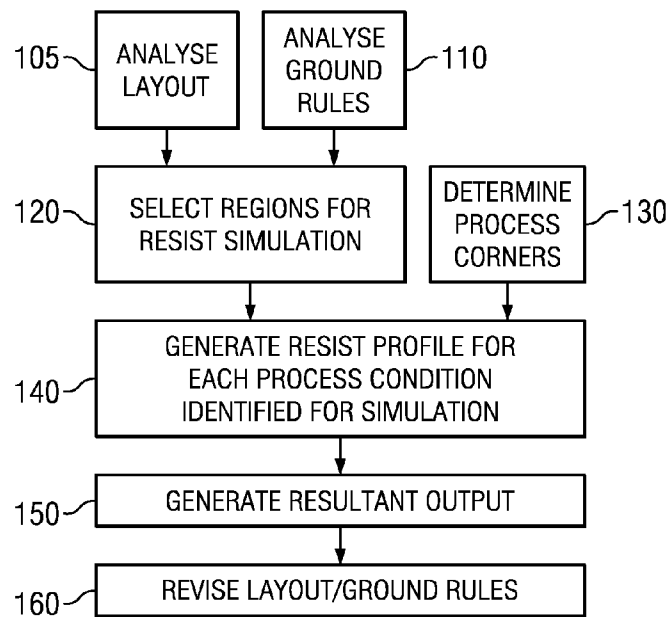 105
ANALYSE
LAYOUT
ANALYSE
GROUND
RULES
110
120
SELECT REGIONS FOR
RESIST SIMULATION
DETERMINE
PROCESS
CORNERS
130
140
GENERATE RESIST PROFILE FOR
EACH PROCESS CONDITION
IDENTIFIED FOR SIMULATION
150
GENERATE RESULTANT OUTPUT
160
REVISE LAYOUT/GROUND RULES